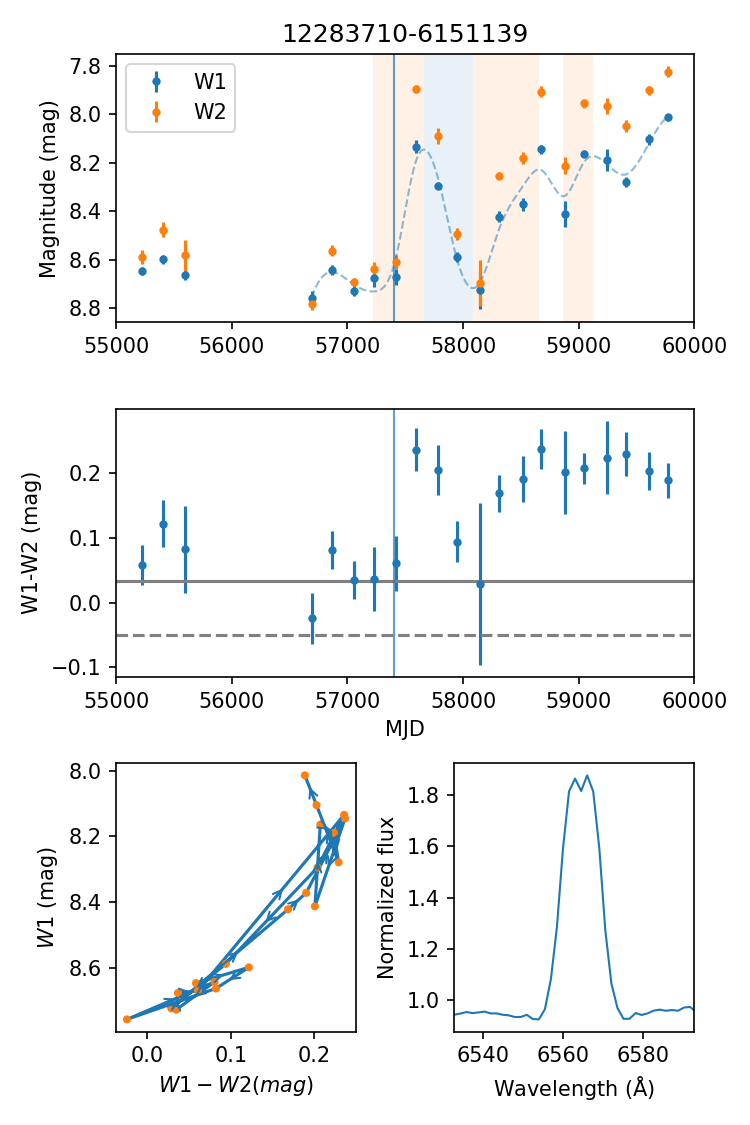 12283710-6151139
Magnitude (mag)
7.8
8.0
8.2
8.4
8.6
8.8
W1
W2
55000 56000 57000 58000 59000 60000
W1-W2 (mag)
0.2
0.1
0.0
−0.1
55000 56000 57000 58000 59000 60000
MJD
W1 (mag)
8.0
8.2
8.4
8.6
0.0 0.1 0.2
W1 − W2(mag)
Normalized flux
1.8
1.6
1.4
1.2
1.0
6540 6560 6580
Wavelength (Å)